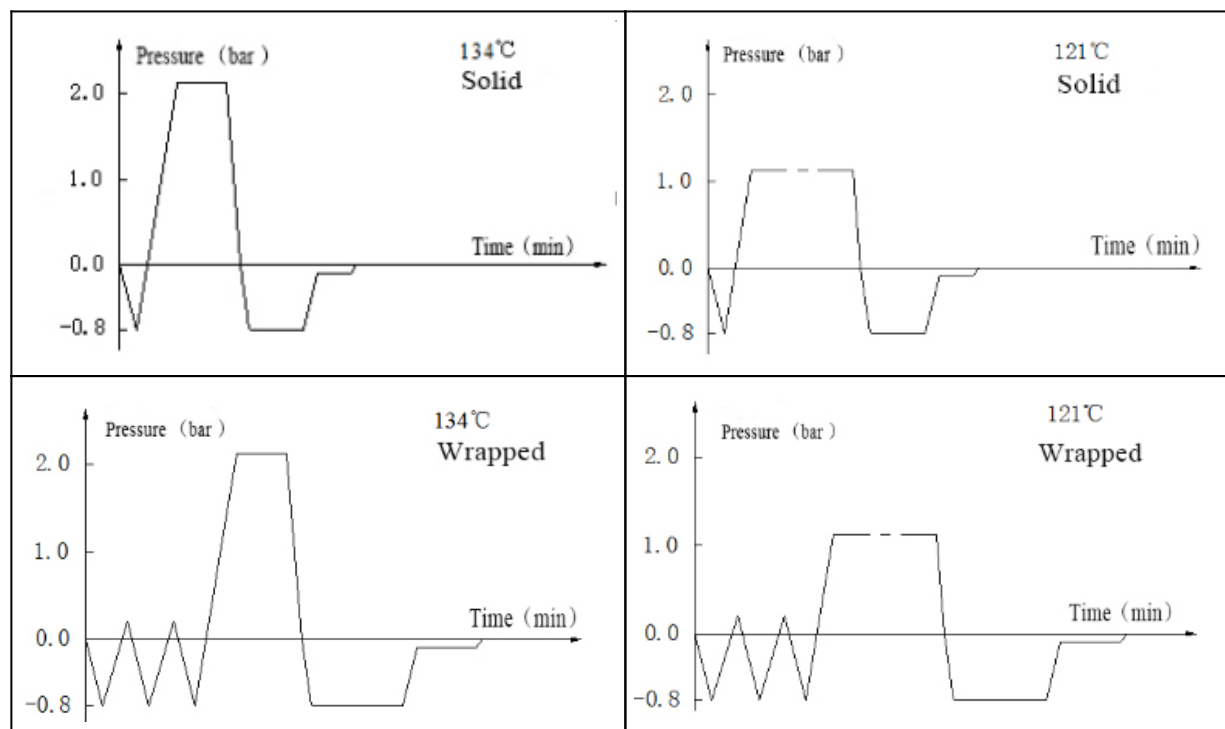 Pressure (bar)
134℃
Solid
2.0
1.0
0.0
-0.8
Time (min)
Pressure (bar)
121℃
Solid
2.0
1.0
0.0
-0.8
Time (min)
Pressure (bar)
134℃
Wrapped
2.0
1.0
0.0
-0.8
Time (min)
Pressure (bar)
121℃
Wrapped
2.0
1.0
0.0
-0.8
Time (min)